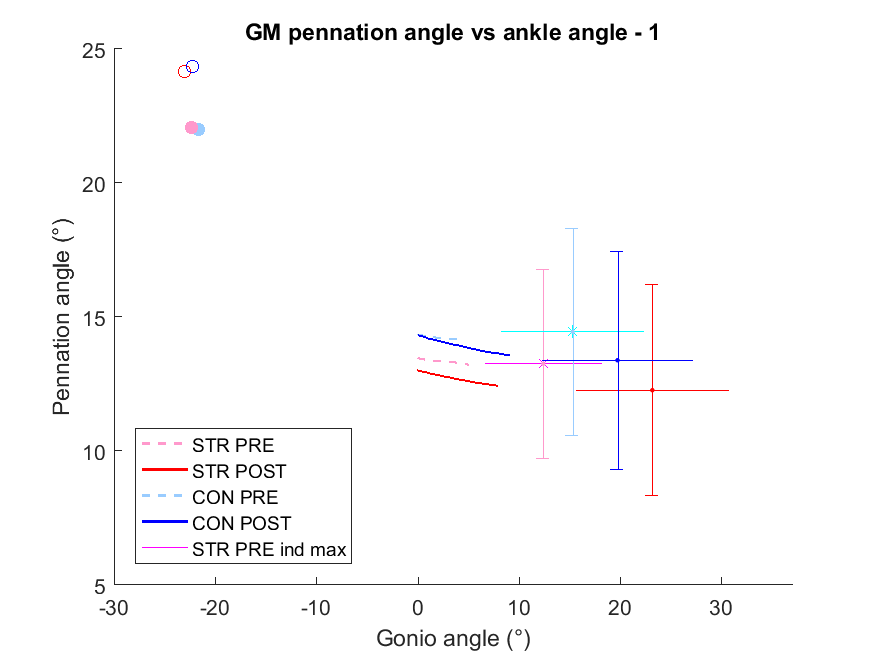 GM pennation angle vs ankle angle - 1
25
20
15
10
5
Pennation angle (°)
STR PRE
STR POST
CON PRE
CON POST
STR PRE ind max
-30
-20
-10
0
10
20
30
Gonio angle (°)